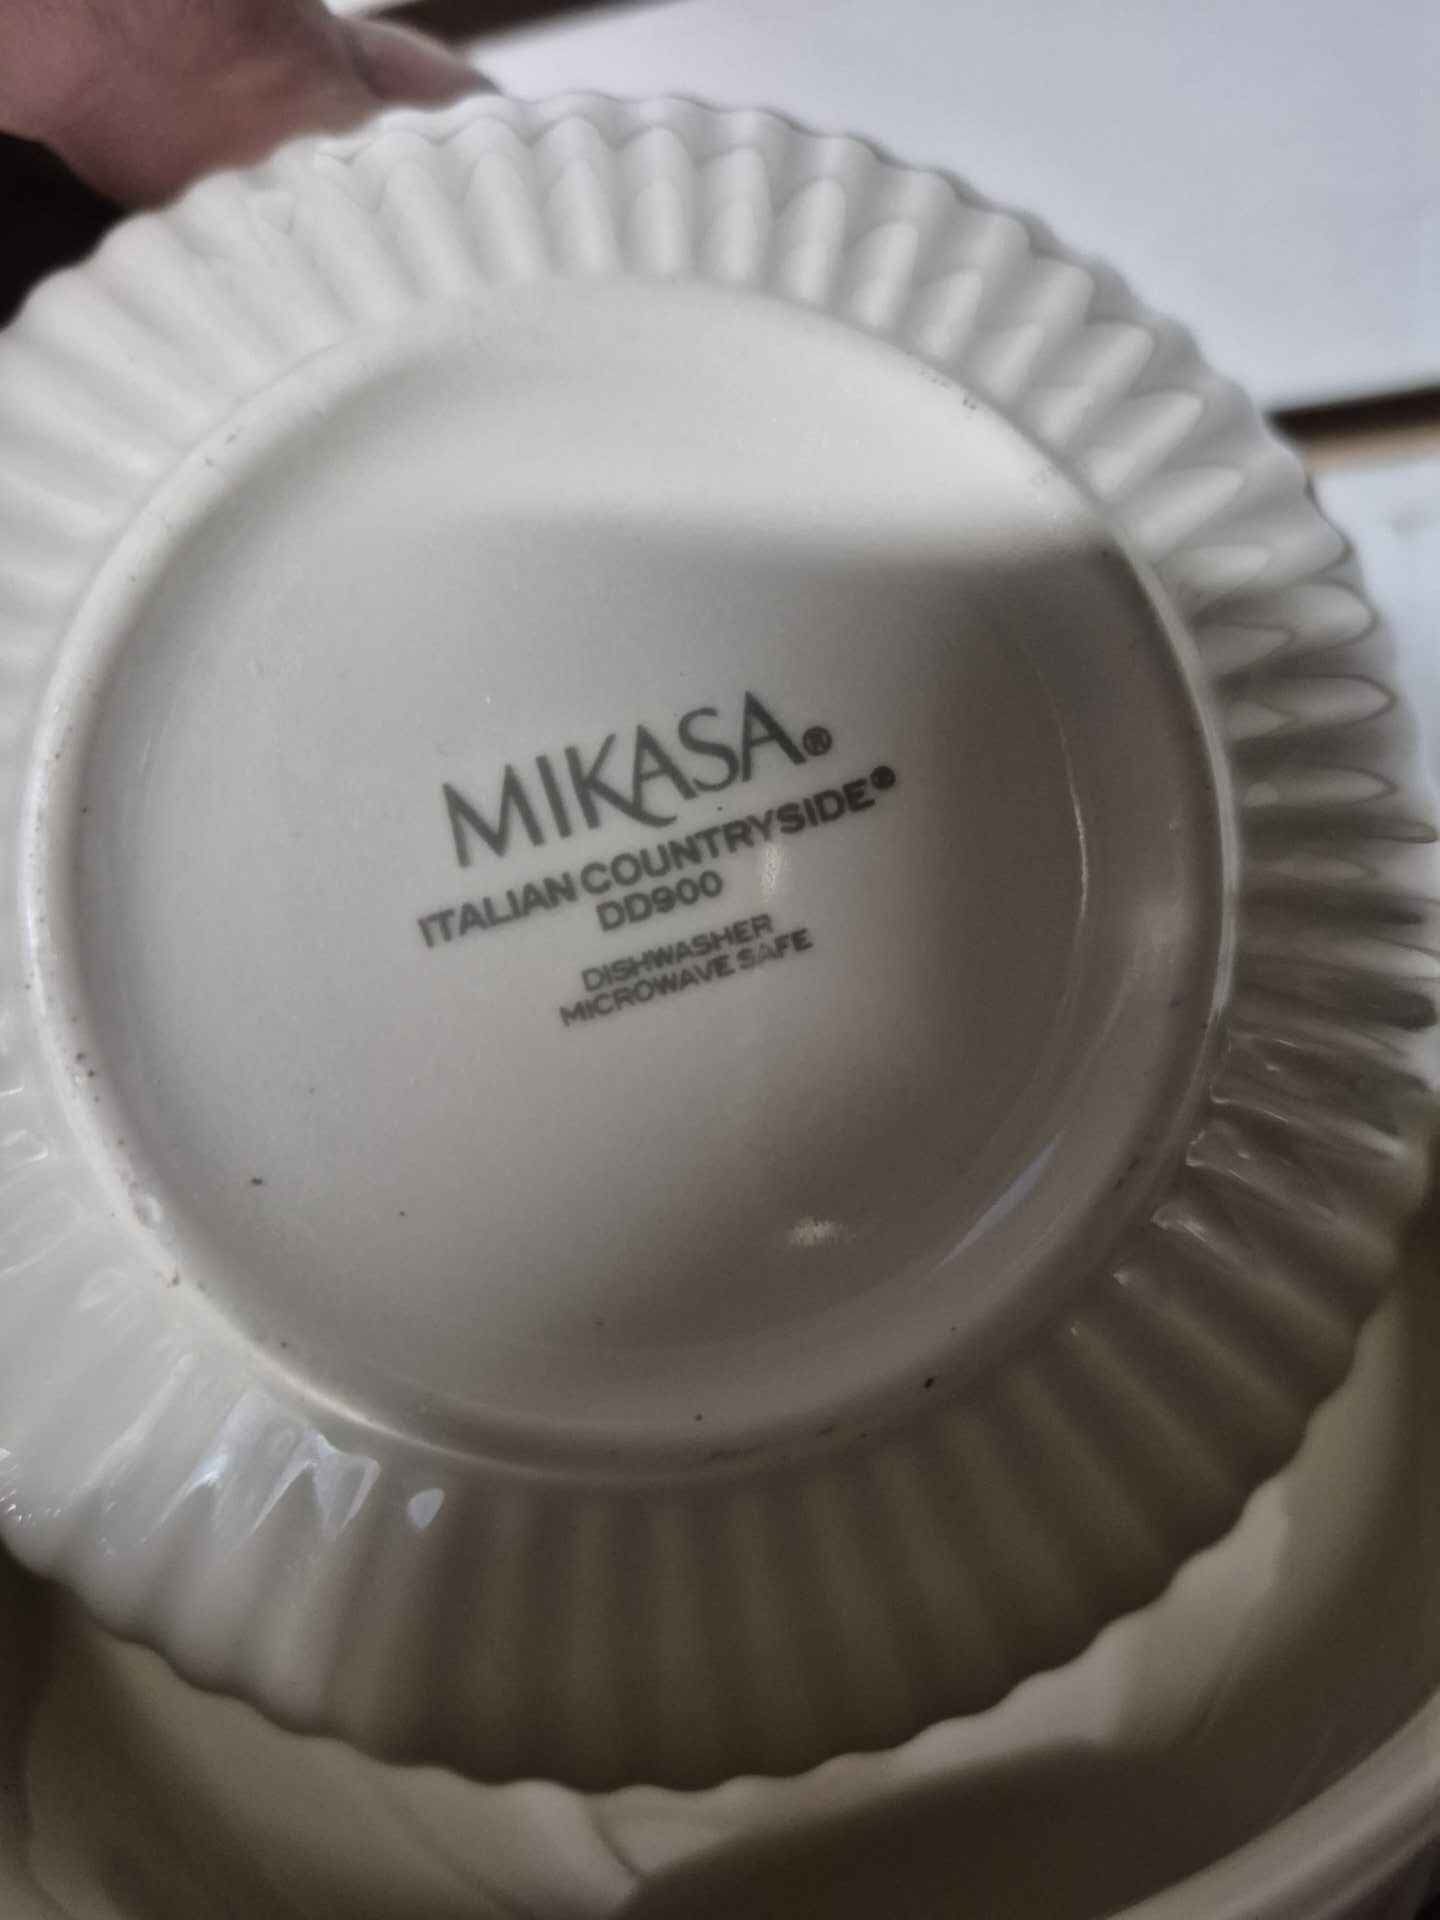 MIKASA®
ITALIAN COUNTRYSIDE®
DD900
DISHWASHER
MICROWAVE SAFE